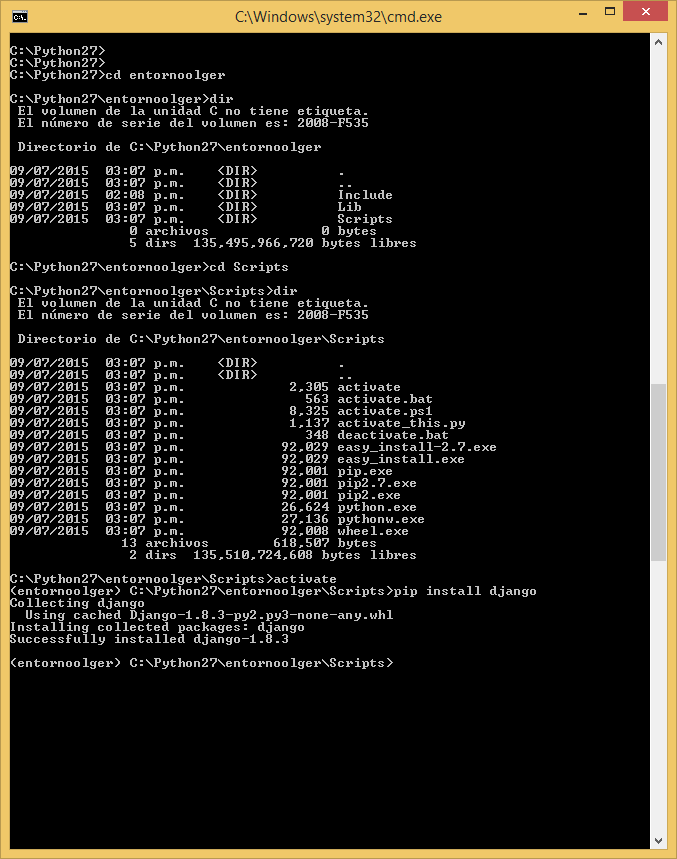 C:\Windows\system32\cmd.exe
C:\Python27>
C:\Python27>
C:\Python27>cd entornoolger
C:\Python27\entornoolger>dir
 El volumen de la unidad C no tiene etiqueta.
 El número de serie del volumen es: 2008-F535
 Directorio de C:\Python27\entornoolger
09/07/2015  03:07 p.m.    <DIR>          .
09/07/2015  03:07 p.m.    <DIR>          ..
09/07/2015  02:08 p.m.    <DIR>          Include
09/07/2015  03:07 p.m.    <DIR>          Lib
09/07/2015  03:07 p.m.    <DIR>          Scripts
               0 archivos              0 bytes
               5 dirs  135,495,966,720 bytes libres
C:\Python27\entornoolger>cd Scripts
C:\Python27\entornoolger\Scripts>dir
 El volumen de la unidad C no tiene etiqueta.
 El número de serie del volumen es: 2008-F535
 Directorio de C:\Python27\entornoolger\Scripts
09/07/2015  03:07 p.m.    <DIR>          .
09/07/2015  03:07 p.m.    <DIR>          ..
09/07/2015  03:07 p.m.             2,305 activate
09/07/2015  03:07 p.m.               563 activate.bat
09/07/2015  03:07 p.m.             8,325 activate.ps1
09/07/2015  03:07 p.m.             1,137 activate_this.py
09/07/2015  03:07 p.m.               348 deactivate.bat
09/07/2015  03:07 p.m.            92,029 easy_install-2.7.exe
09/07/2015  03:07 p.m.            92,029 easy_install.exe
09/07/2015  03:07 p.m.            92,001 pip.exe
09/07/2015  03:07 p.m.            92,001 pip2.7.exe
09/07/2015  03:07 p.m.            92,001 pip2.exe
09/07/2015  03:07 p.m.            26,624 python.exe
09/07/2015  03:07 p.m.            27,136 pythonw.exe
09/07/2015  03:07 p.m.            92,008 wheel.exe
              13 archivos        618,507 bytes
               2 dirs  135,510,724,608 bytes libres
C:\Python27\entornoolger\Scripts>activate
(entornoolger) C:\Python27\entornoolger\Scripts>pip install django
Collecting django
  Using cached Django-1.8.3-py2.py3-none-any.whl
Installing collected packages: django
Successfully installed django-1.8.3
(entornoolger) C:\Python27\entornoolger\Scripts>